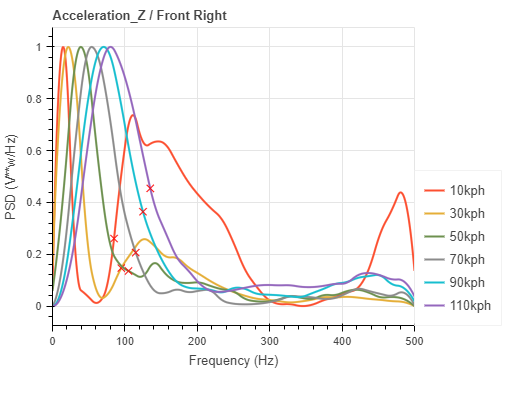 Acceleration_Z / Front Right
PSD (V**w/Hz)
1
0.8
0.6
0.4
0.2
0
0 100 200 300 400 500
Frequency (Hz)
10kph
30kph
50kph
70kph
90kph
110kph